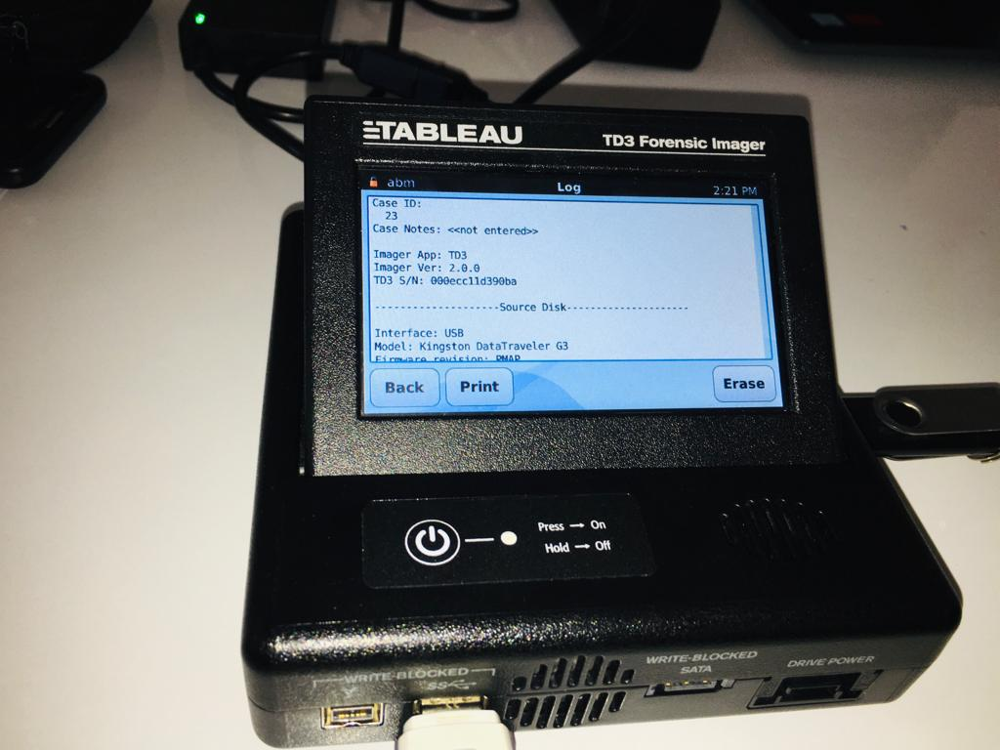 TABLEAU
TD3 Forensic Imager
abm Log 2:21 PM
Case ID:
23
Case Notes: <<not entered>>
Imager App: TD3
Imager Ver: 2.0.0
TD3 S/N: 000ecc11d390ba
--------------------Source Disk--------------------
Interface: USB
Model: Kingston DataTraveler G3
Firmware revision: PMAP
Back Print Erase
Press → On
Hold → Off
WRITE-BLOCKED
SS
WRITE-BLOCKED
SATA
DRIVE POWER